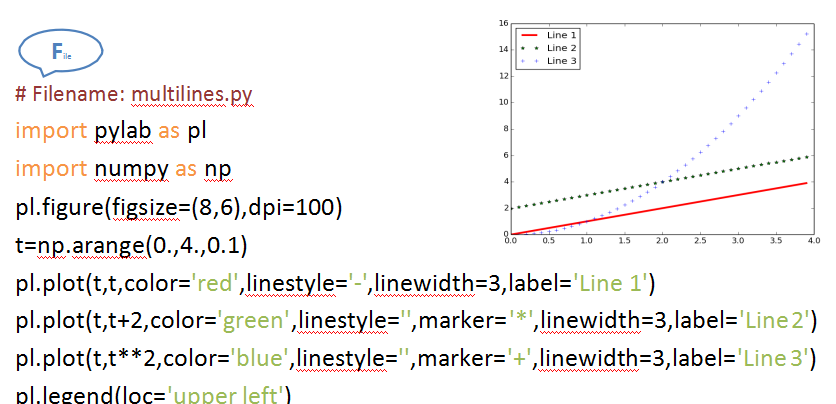 File
# Filename: multilines.py
import pylab as pl
import numpy as np
pl.figure(figsize=(8,6),dpi=100)
t=np.arange(0.,4.,0.1)
pl.plot(t,t,color='red',linestyle='-',linewidth=3,label='Line 1')
pl.plot(t,t+2,color='green',linestyle='',marker='*',linewidth=3,label='Line 2')
pl.plot(t,t**2,color='blue',linestyle='',marker='+',linewidth=3,label='Line 3')
pl.legend(loc='upper left')
Line 1
Line 2
Line 3
16
14
12
10
8
6
4
2
0
0.0 0.5 1.0 1.5 2.0 2.5 3.0 3.5 4.0